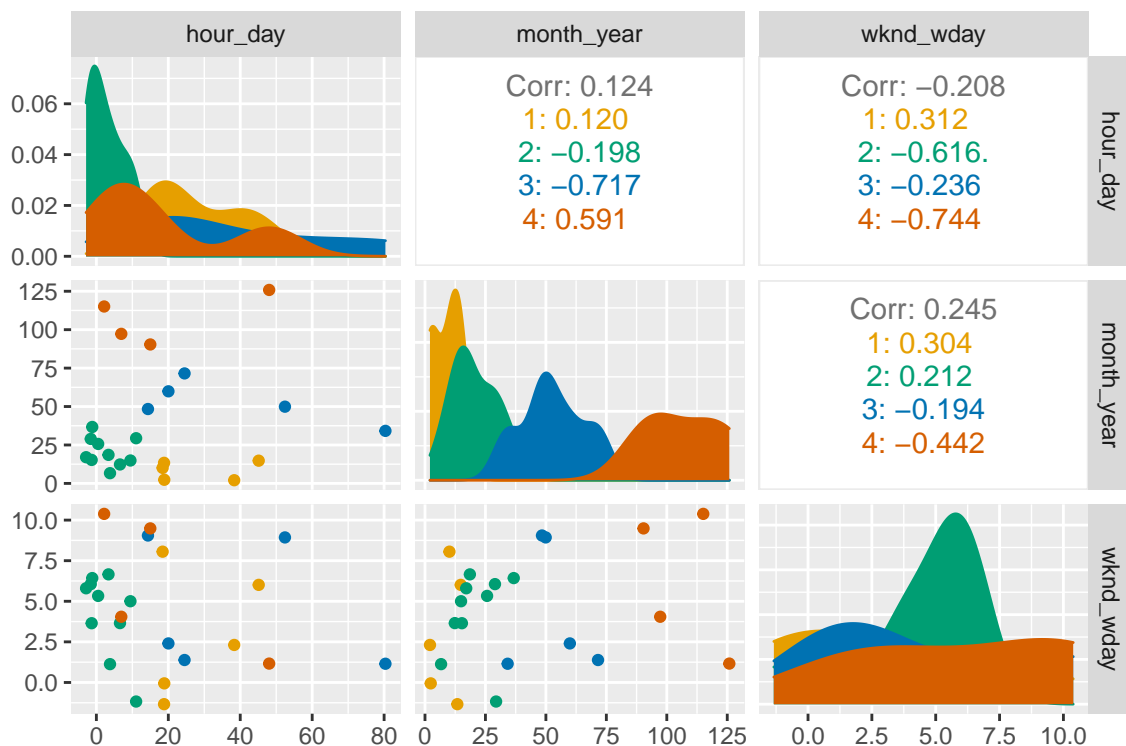 hour_day
month_year
wknd_wday
0.06
0.04
0.02
0.00
Corr: 0.124
1: 0.120
2: −0.198
3: −0.717
4: 0.591
Corr: −0.208
1: 0.312
2: −0.616.
3: −0.236
4: −0.744
hour_day
125
100
75
50
25
0
Corr: 0.245
1: 0.304
2: 0.212
3: −0.194
4: −0.442
month_year
10.0
7.5
5.0
2.5
0.0
wknd_wday
0 20 40 60 80
0 25 50 75 100 125
0.0 2.5 5.0 7.5 10.0